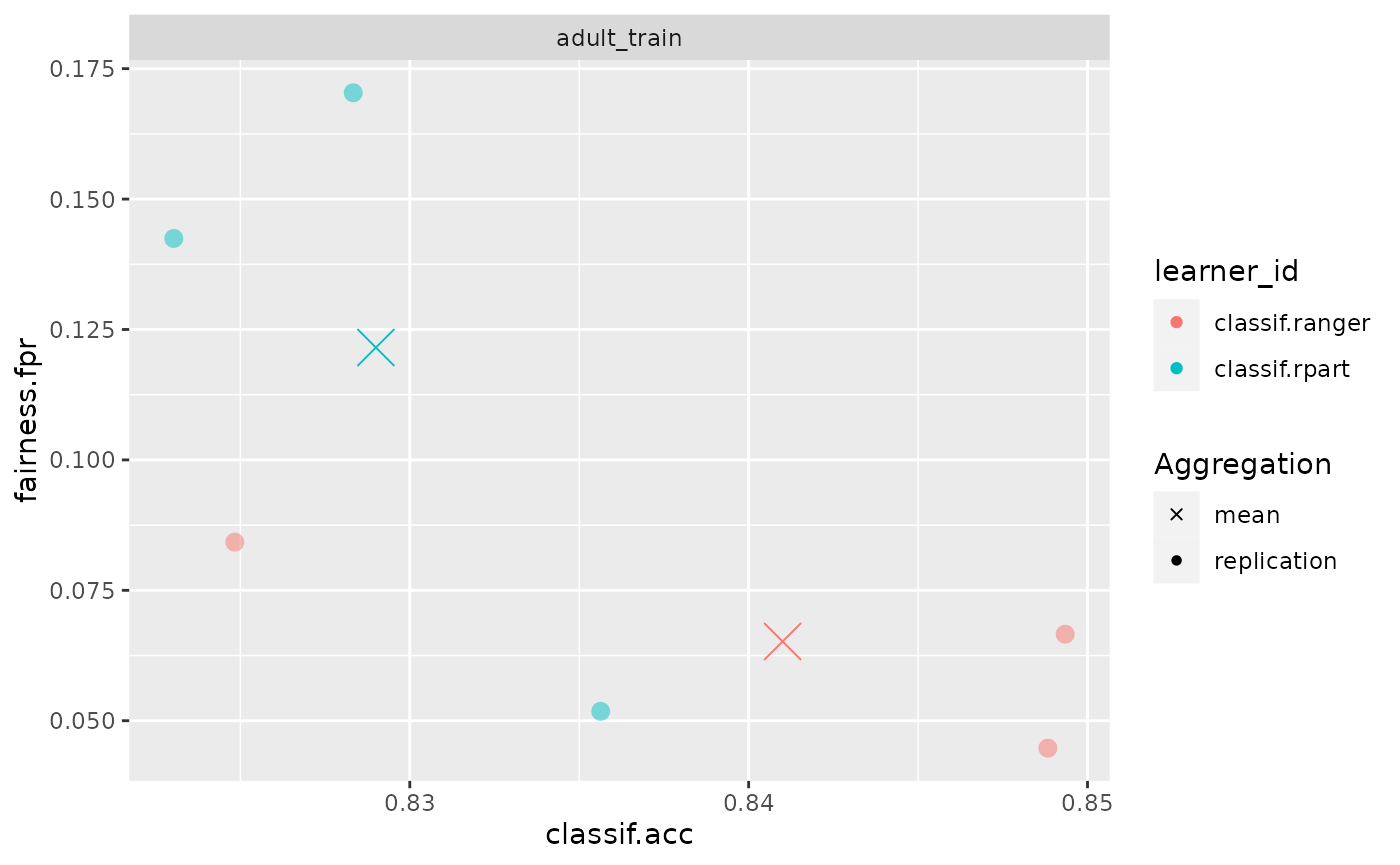 adult_train
0.175
0.150
0.125
0.100
0.075
0.050
fairness.fpr
0.83
0.84
0.85
classif.acc
learner_id
classif.ranger
classif.rpart
Aggregation
mean
replication